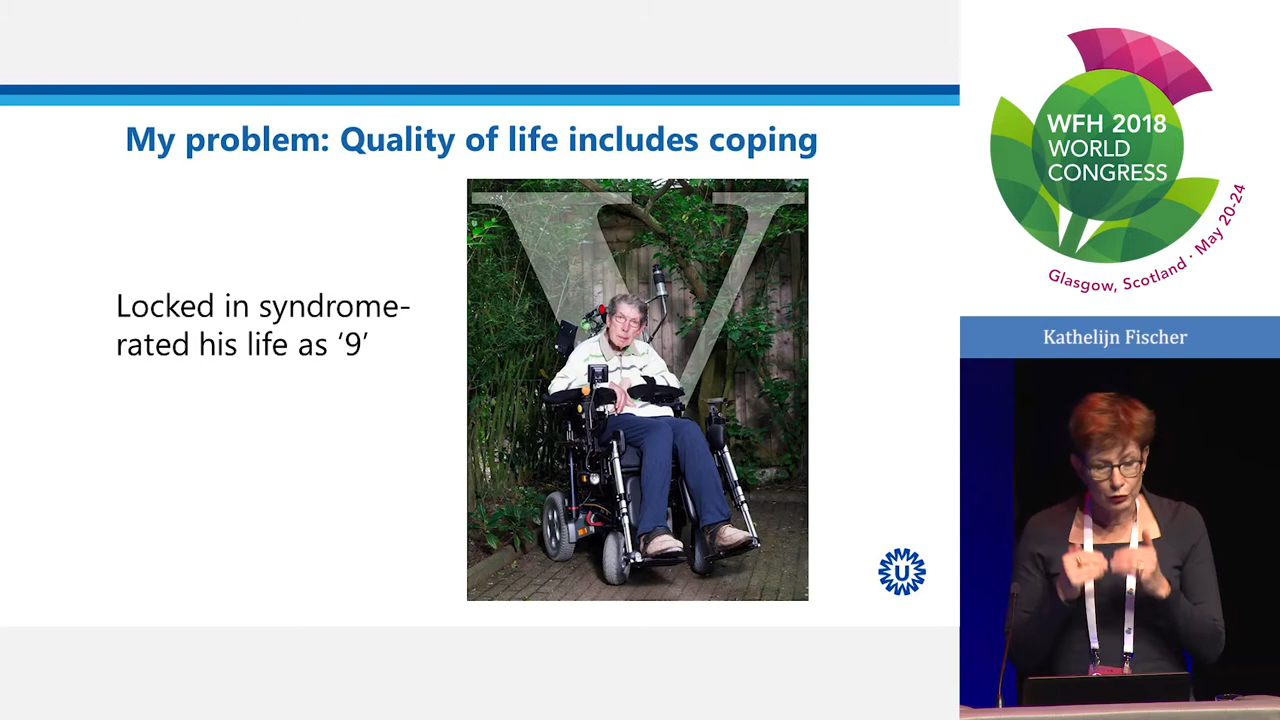 My problem: Quality of life includes coping
V
Locked in syndrome-
rated his life as ‘9’
U
WFH 2018
WORLD
CONGRESS
Glasgow, Scotland · May 20-24
Kathelijn Fischer